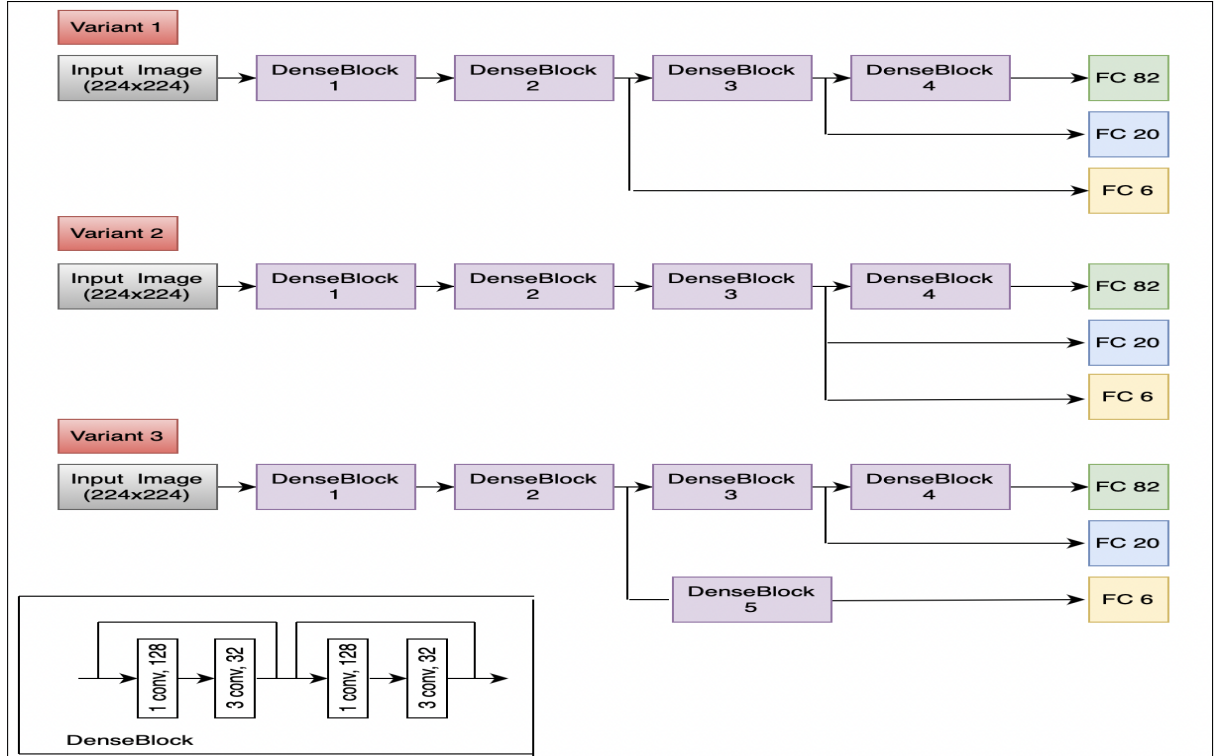 Variant 1
Input Image
(224x224)
DenseBlock
1
DenseBlock
2
DenseBlock
3
DenseBlock
4
FC 82
FC 20
FC 6
Variant 2
Input Image
(224x224)
DenseBlock
1
DenseBlock
2
DenseBlock
3
DenseBlock
4
FC 82
FC 20
FC 6
Variant 3
Input Image
(224x224)
DenseBlock
1
DenseBlock
2
DenseBlock
3
DenseBlock
4
FC 82
FC 20
DenseBlock
5
FC 6
1 conv, 128
3 conv, 32
1 conv, 128
3 conv, 32
DenseBlock